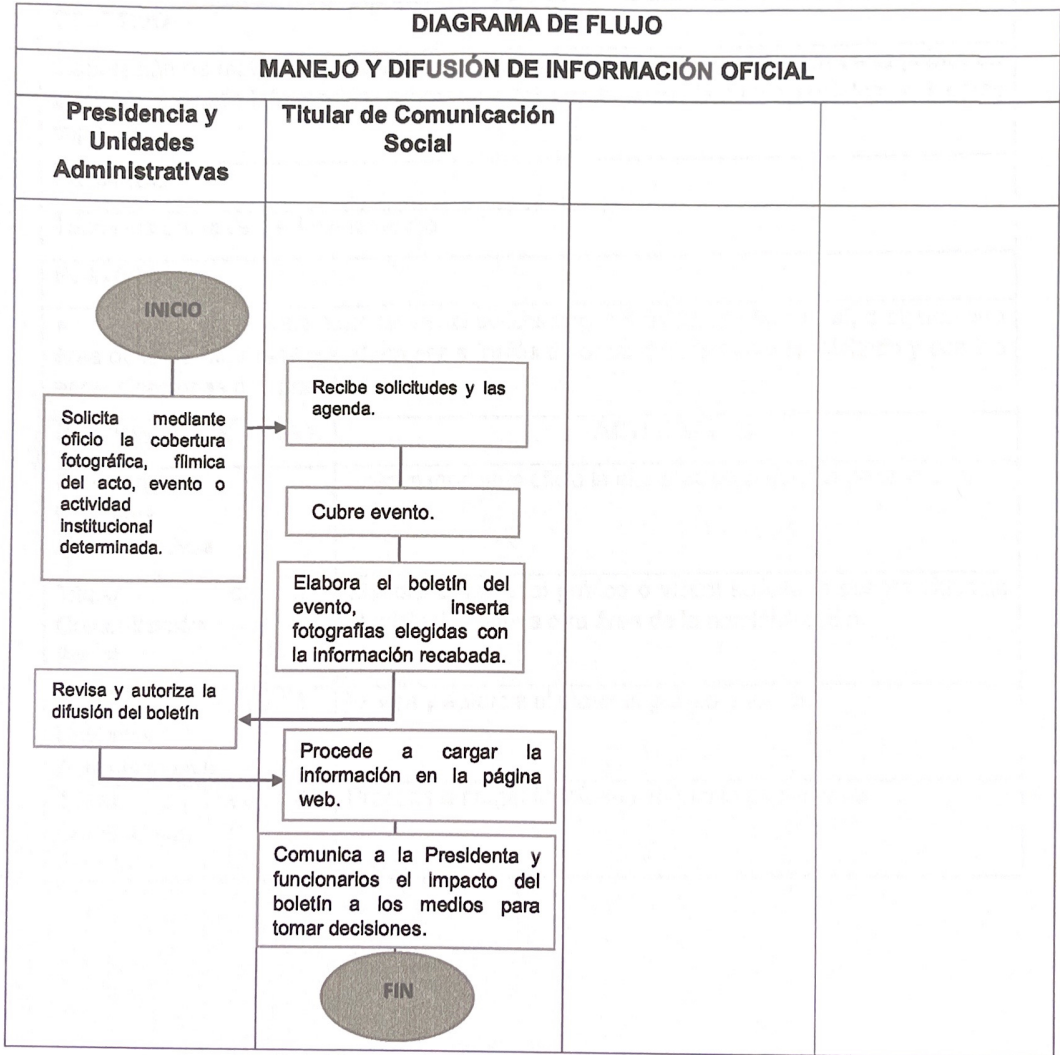 DIAGRAMA DE FLUJO
MANEJO Y DIFUSIÓN DE INFORMACIÓN OFICIAL
Presidencia y
Unidades
Administrativas
Titular de Comunicación
Social
INICIO
Solicita mediante
oficio la cobertura
fotográfica, fílmica
del acto, evento o
actividad
institucional
determinada.
Recibe solicitudes y las
agenda.
Cubre evento.
Elabora el boletín del
evento, inserta
fotografías elegidas con
la información recabada.
Revisa y autoriza la
difusión del boletín
Procede a cargar la
información en la página
web.
Comunica a la Presidenta y
funcionarios el impacto del
boletín a los medios para
tomar decisiones.
FIN